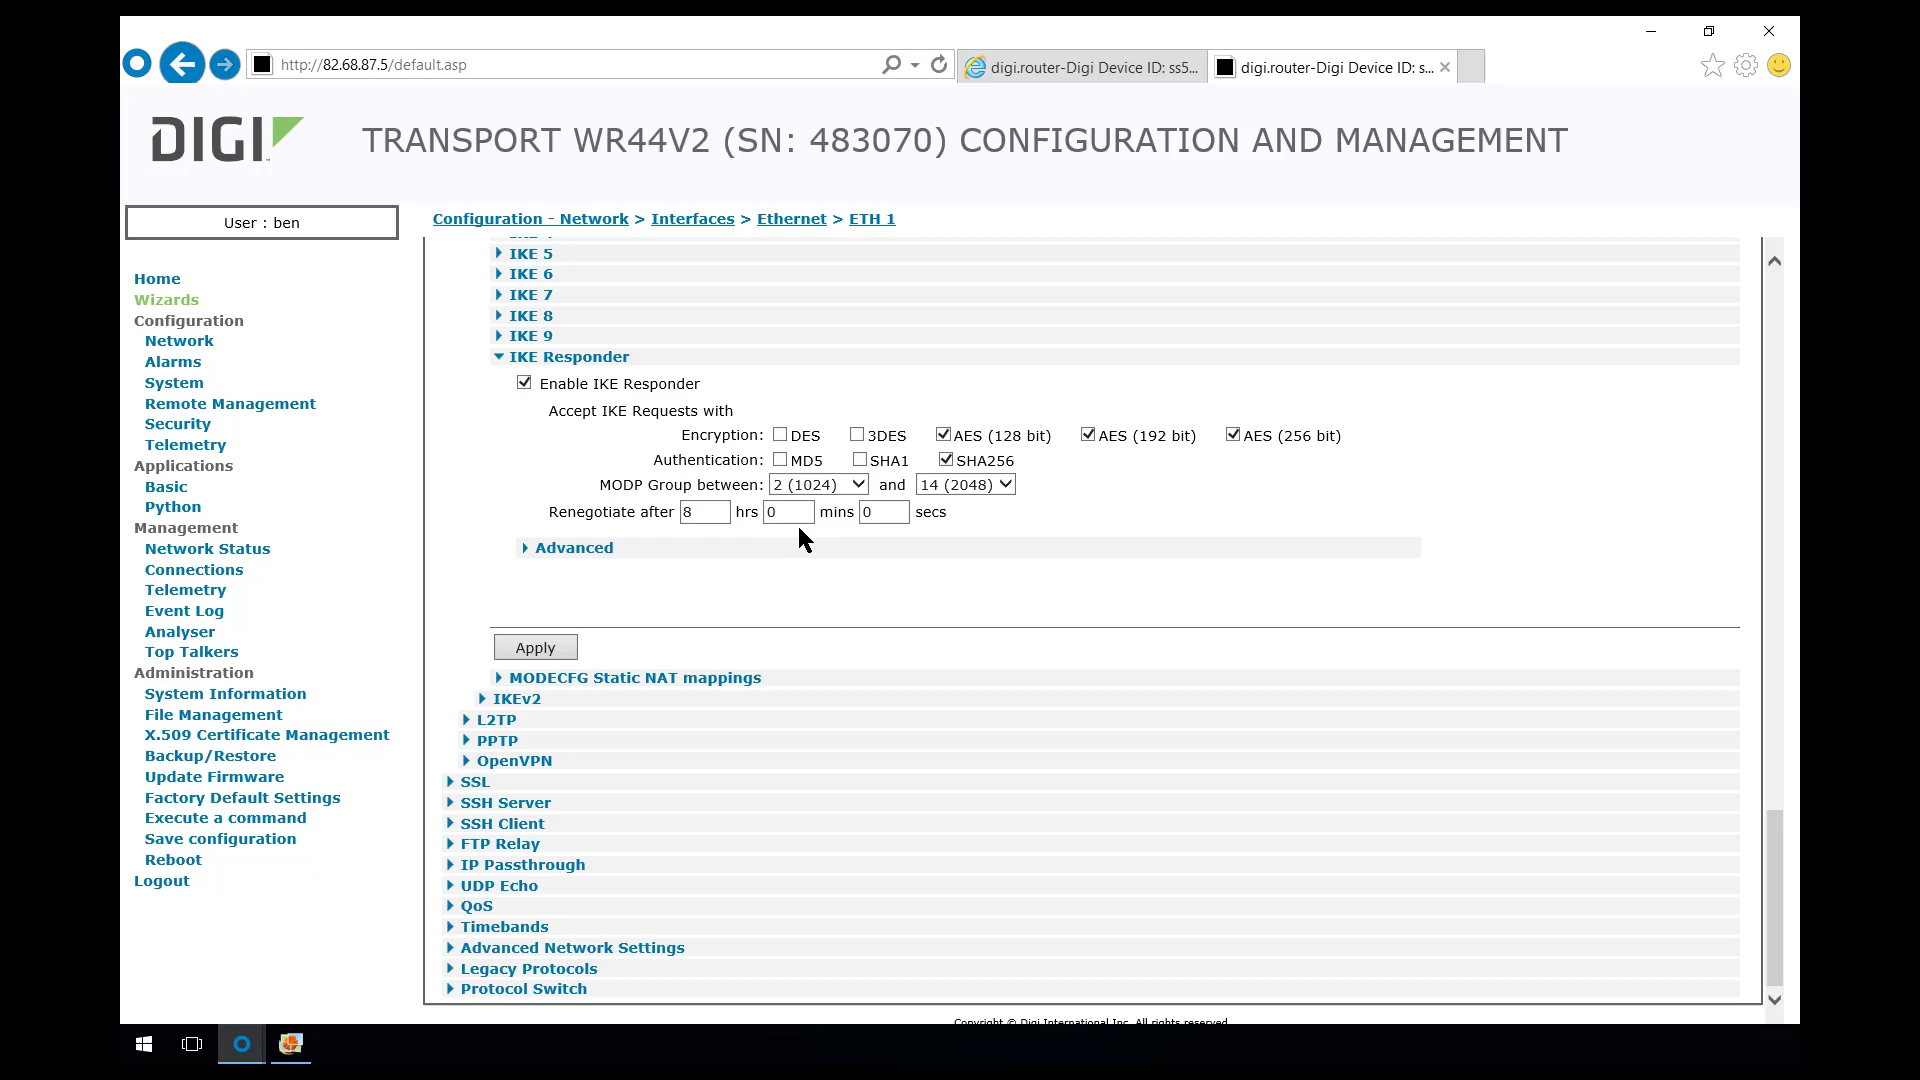 http://82.68.87.5/default.asp
digi.router-Digi Device ID: ss5...
digi.router-Digi Device ID: s...
DIGI
TRANSPORT WR44V2 (SN: 483070) CONFIGURATION AND MANAGEMENT
User : ben
Home
Wizards
Configuration
Network
Alarms
System
Remote Management
Security
Telemetry
Applications
Basic
Python
Management
Network Status
Connections
Telemetry
Event Log
Analyser
Top Talkers
Administration
System Information
File Management
X.509 Certificate Management
Backup/Restore
Update Firmware
Factory Default Settings
Execute a command
Save configuration
Reboot
Logout
Configuration - Network > Interfaces > Ethernet > ETH 1
IKE 5
IKE 6
IKE 7
IKE 8
IKE 9
IKE Responder
Enable IKE Responder
Accept IKE Requests with
Encryption: DES 3DES AES (128 bit) AES (192 bit) AES (256 bit)
Authentication: MD5 SHA1 SHA256
MODP Group between: 2 (1024) and 14 (2048)
Renegotiate after 8 hrs 0 mins 0 secs
Advanced
Apply
MODECFG Static NAT mappings
IKEv2
L2TP
PPTP
OpenVPN
SSL
SSH Server
SSH Client
FTP Relay
IP Passthrough
UDP Echo
QoS
Timebands
Advanced Network Settings
Legacy Protocols
Protocol Switch
Copyright © Digi International Inc. All rights reserved.